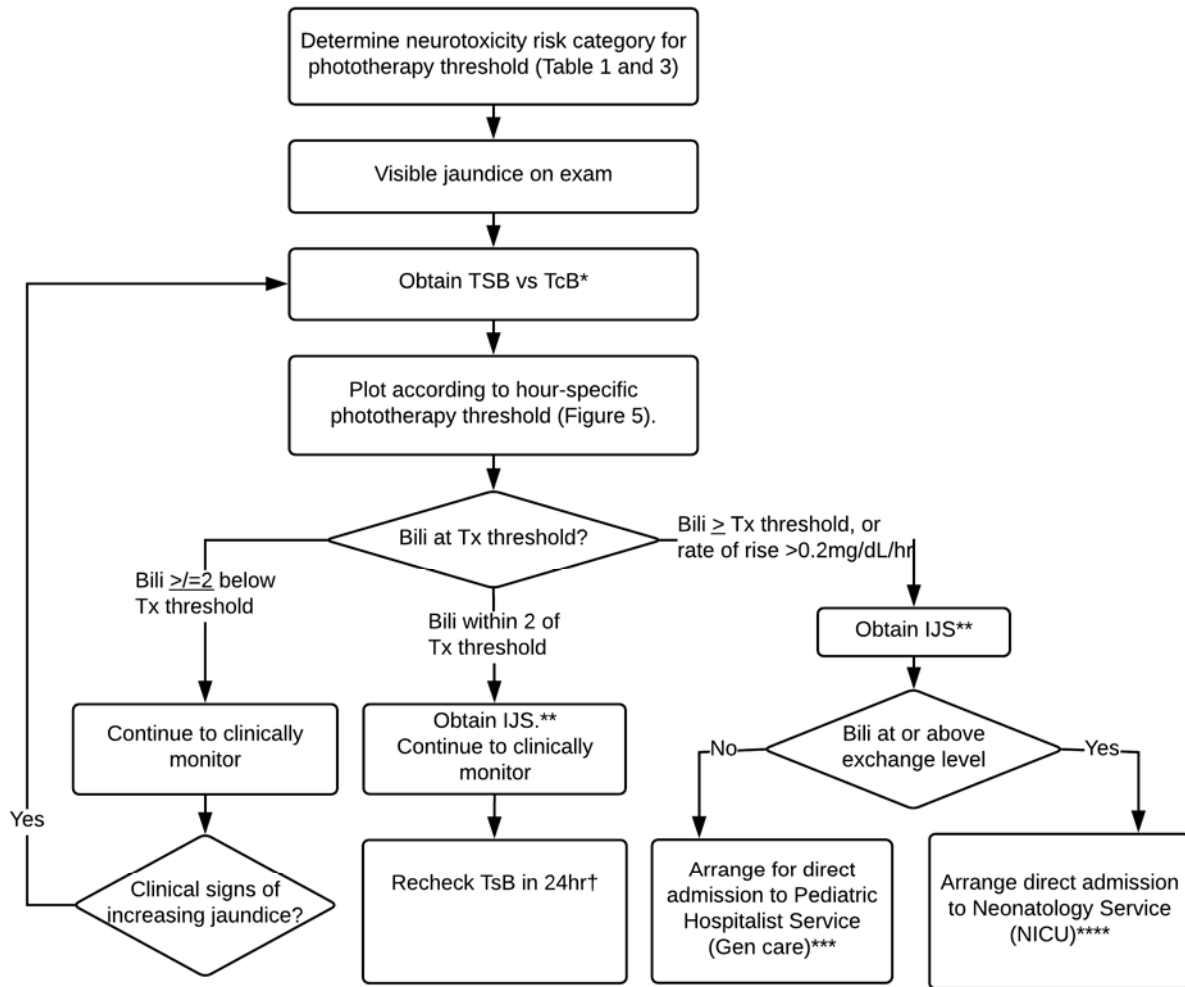 Determine neurotoxicity risk category for
phototherapy threshold (Table 1 and 3)
Visible jaundice on exam
Obtain TSB vs TcB*
Plot according to hour-specific
phototherapy threshold (Figure 5).
Bili at Tx threshold?
Bili >/=2 below
Tx threshold
Bili within 2 of
Tx threshold
Bili ≥ Tx threshold, or
rate of rise >0.2mg/dL/hr
Continue to clinically
monitor
Obtain IJS.**
Continue to clinically
monitor
Obtain IJS**
Bili at or above
exchange level
No
Yes
Yes
Clinical signs of
increasing jaundice?
Recheck TsB in 24hr†
Arrange for direct
admission to Pediatric
Hospitalist Service
(Gen care)***
Arrange direct admission
to Neonatology Service
(NICU)****